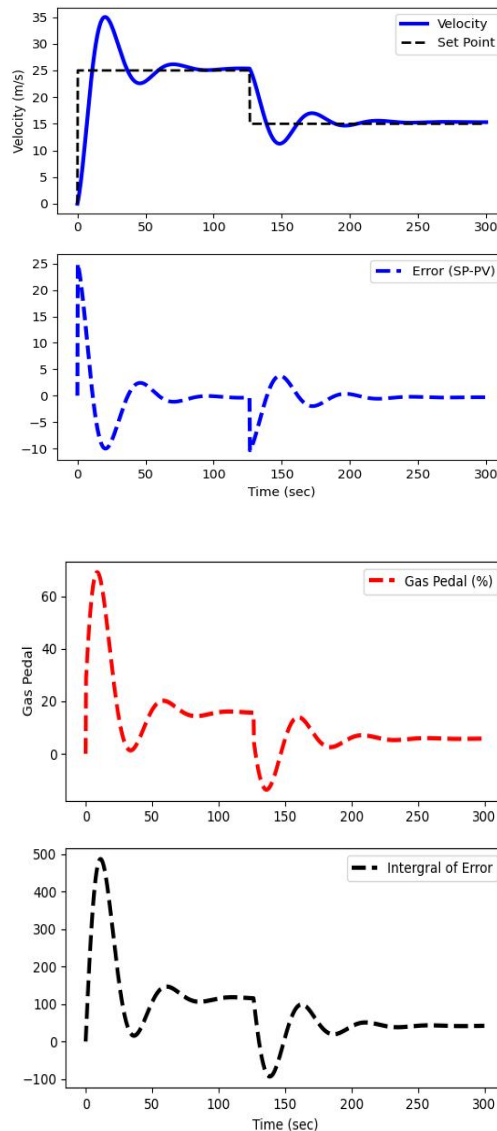 35
30
25
20
15
10
5
0
Velocity (m/s)
Velocity
Set Point
0 50 100 150 200 250 300
25
20
15
10
5
0
−5
−10
Error (SP-PV)
0 50 100 150 200 250 300
Time (sec)
60
40
20
0
Gas Pedal
Gas Pedal (%)
0 50 100 150 200 250 300
500
400
300
200
100
0
−100
Intergral of Error
0 50 100 150 200 250 300
Time (sec)